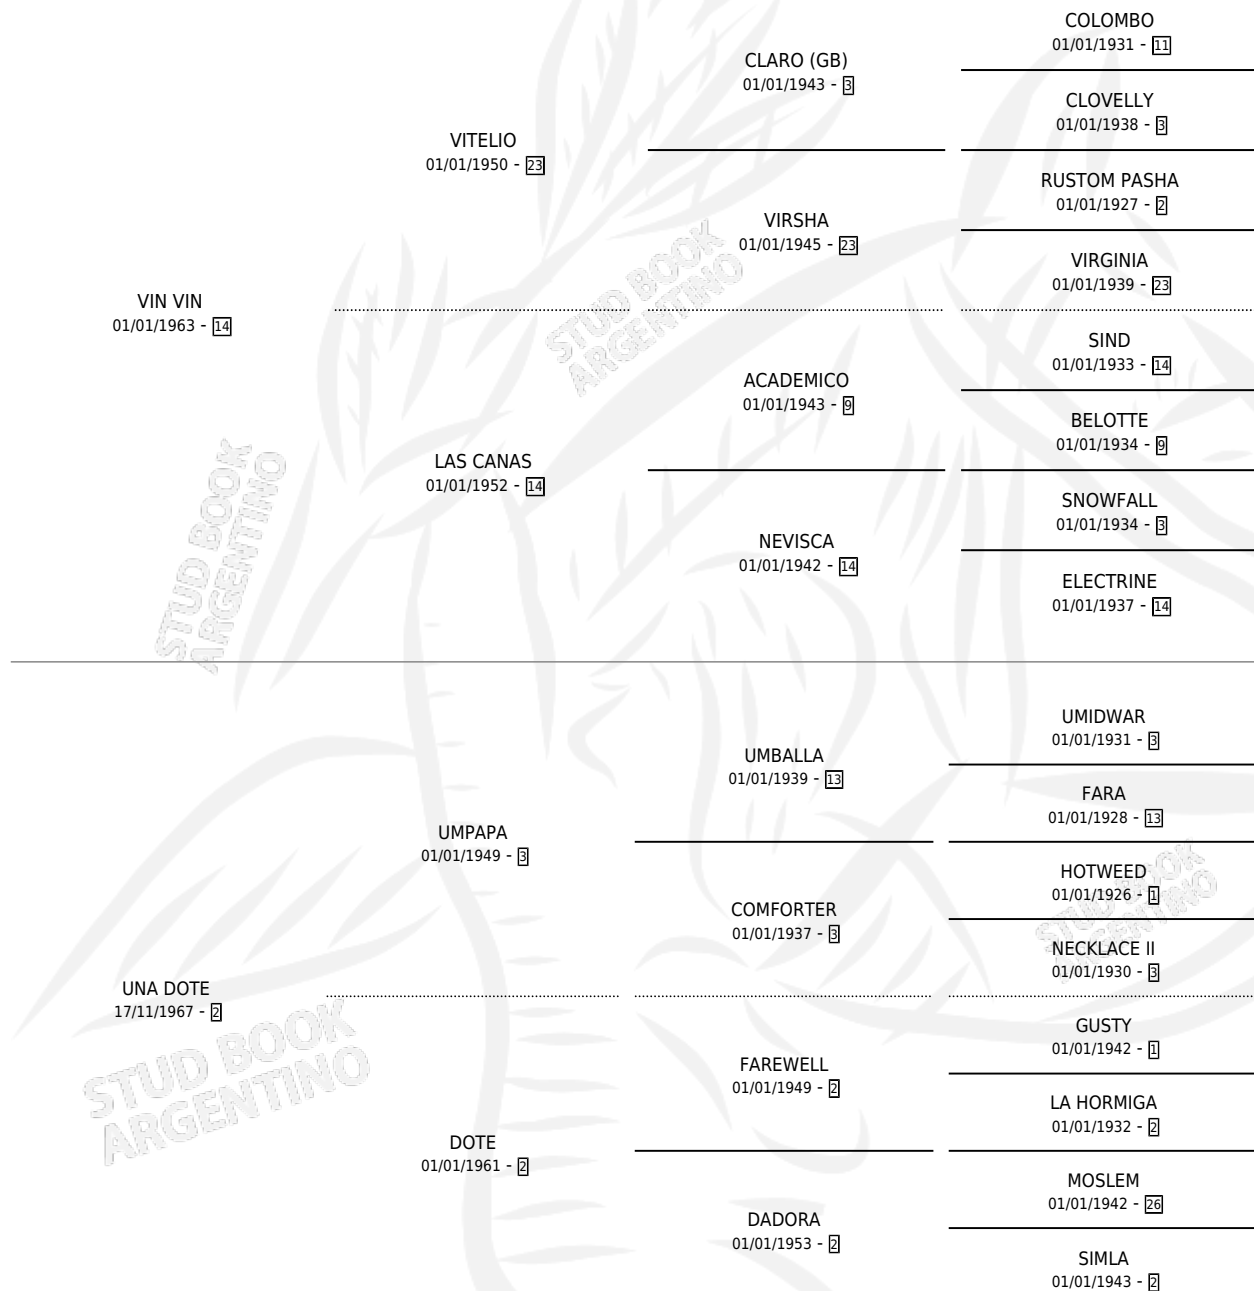 COLOMBO
01/01/1931 - 11
CLARO (GB)
01/01/1943 - 3
CLOVELLY
01/01/1938 - 3
VITELIO
01/01/1950 - 23
RUSTOM PASHA
01/01/1927 - 2
VIRSHA
01/01/1945 - 23
VIRGINIA
01/01/1939 - 23
VIN VIN
01/01/1963 - 14
STUD BOOK
ARGENTINO
SIND
01/01/1933 - 14
ACADEMICO
01/01/1943 - 9
BELOTTE
01/01/1934 - 9
LAS CANAS
01/01/1952 - 14
SNOWFALL
01/01/1934 - 3
NEVISCA
01/01/1942 - 14
ELECTRINE
01/01/1937 - 14
STUD BOOK
ARGENTINO
UMIDWAR
01/01/1931 - 3
UMBALLA
01/01/1939 - 13
FARA
01/01/1928 - 13
UMPAPA
01/01/1949 - 3
HOTWEED
01/01/1926 - 1
COMFORTER
01/01/1937 - 3
STUD BOOK
ARGENTINO
NECKLACE II
01/01/1930 - 3
UNA DOTE
17/11/1967 - 2
GUSTY
01/01/1942 - 1
STUD BOOK
ARGENTINO
FAREWELL
01/01/1949 - 2
LA HORMIGA
01/01/1932 - 2
DOTE
01/01/1961 - 2
MOSLEM
01/01/1942 - 26
DADORA
01/01/1953 - 2
SIMLA
01/01/1943 - 2